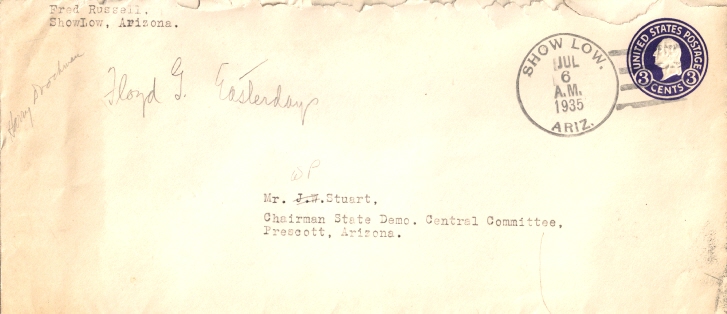 Fred Russell.
ShowLow, Arizona.
Floyd G. Easterday
Harry
SHOW LOW.
JUL
6
A.M.
1935
ARIZ.
UNITED STATES POSTAGE
3 CENTS 3
Mr. J.W.Stuart,
Chairman State Demo. Central Committee,
Prescott, Arizona.